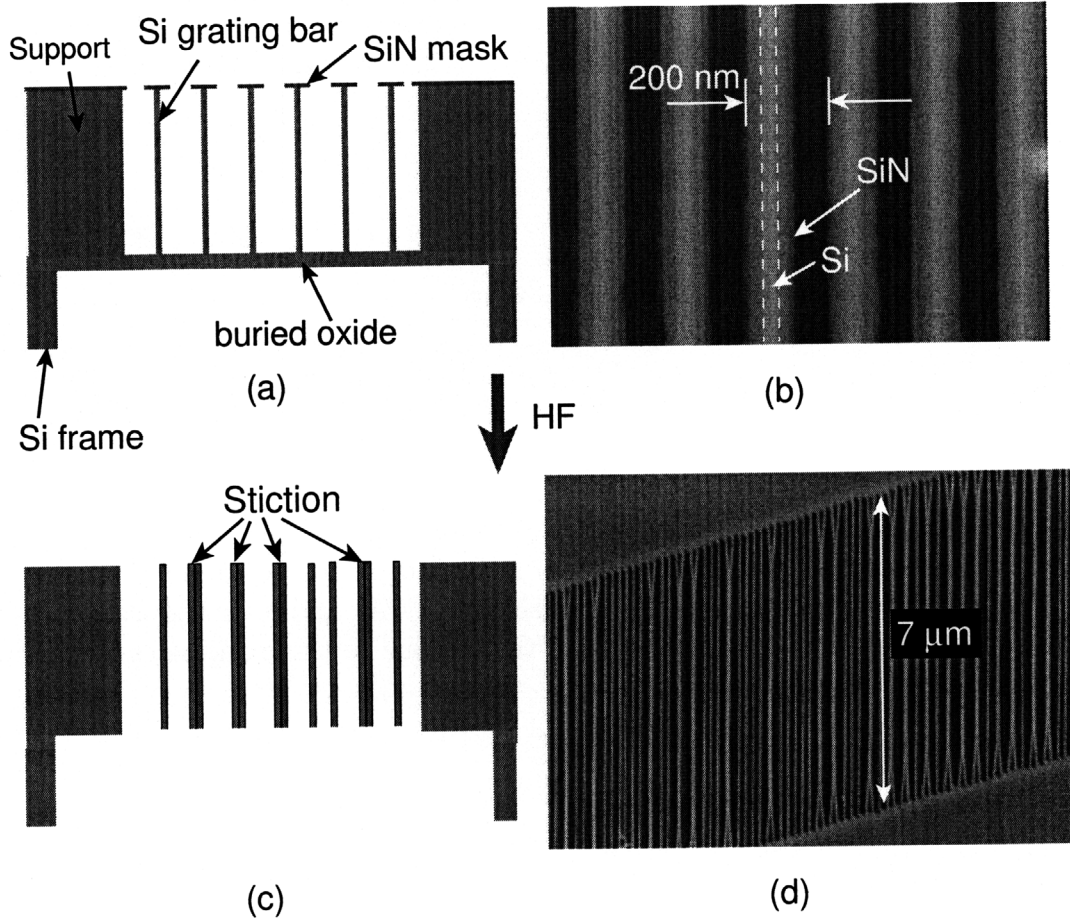 Si grating bar
Support
SiN mask
buried oxide
Si frame
(a)
200 nm
SiN
Si
(b)
HF
Stiction
(c)
7 μm
(d)